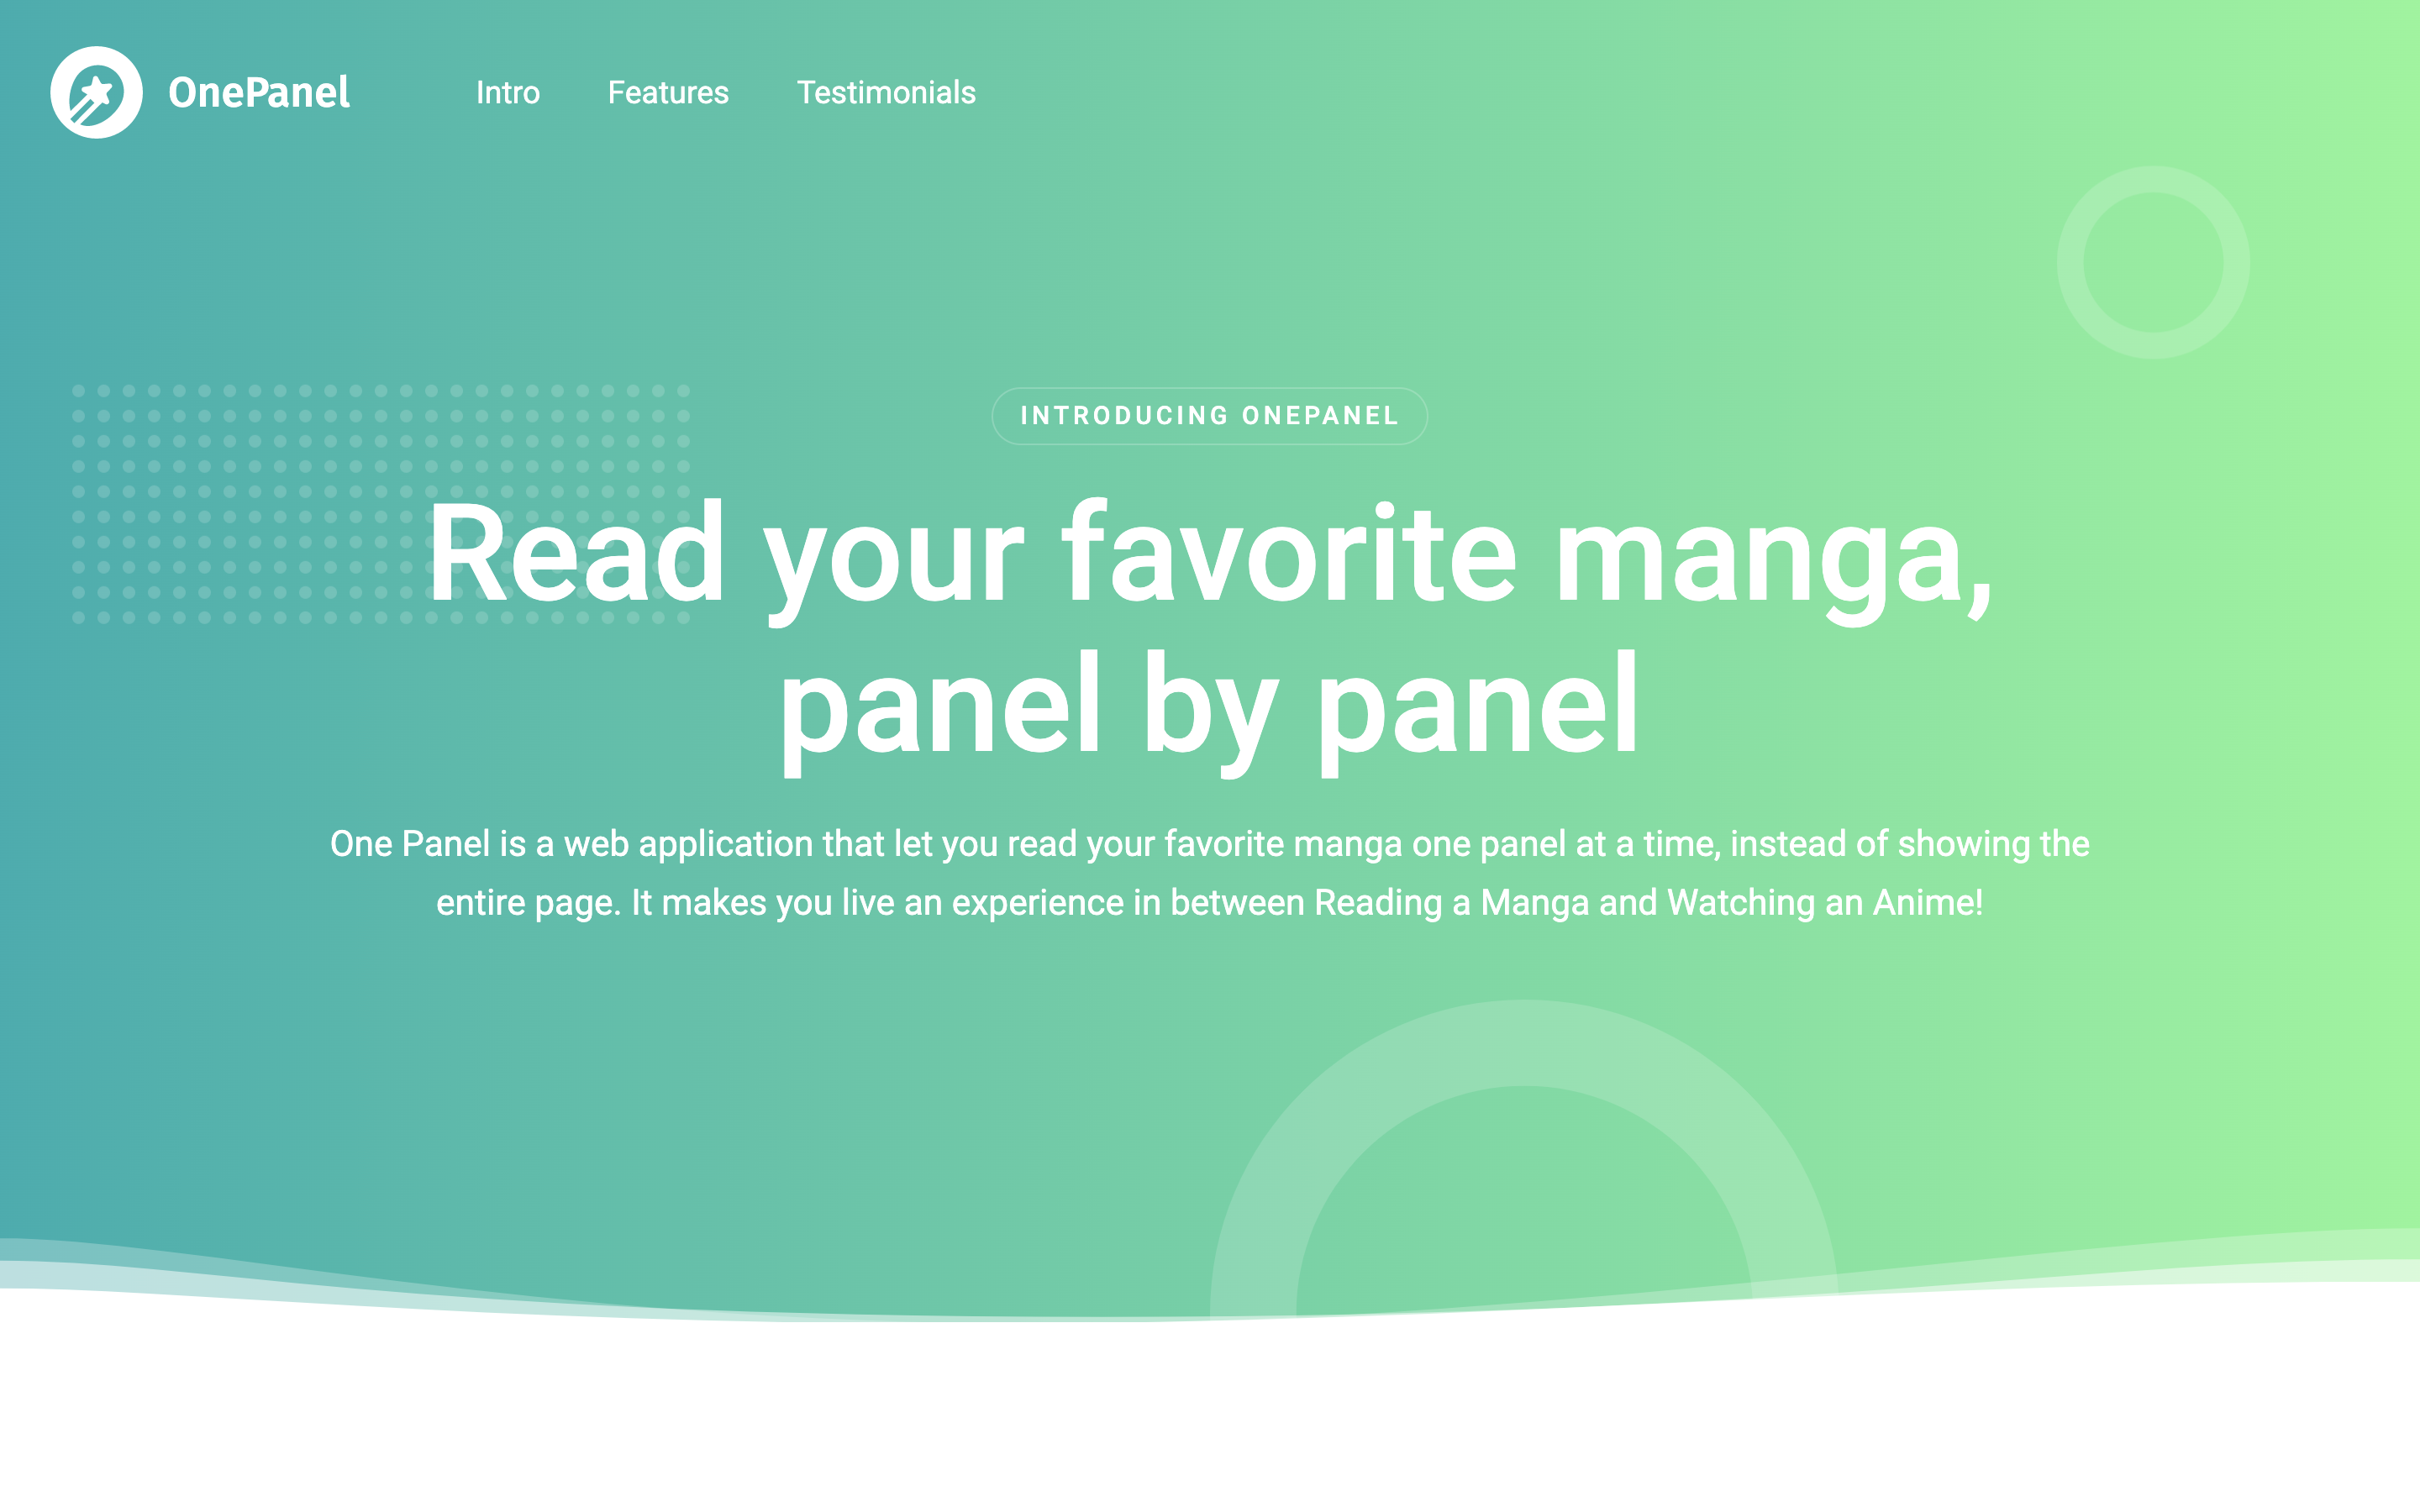 OnePanel
Intro
Features
Testimonials
INTRODUCING ONEPANEL
Read your favorite manga,
panel by panel
One Panel is a web application that let you read your favorite manga one panel at a time, instead of showing the
entire page. It makes you live an experience in between Reading a Manga and Watching an Anime!